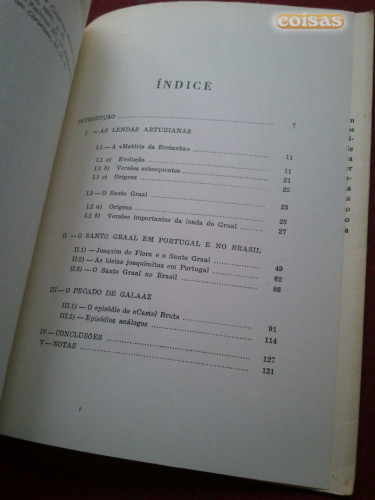 coisas
ÍNDICE
INTRODUÇÃO 7
I — AS LENDAS ARTURIANAS
I.1 — A «Matéria da Bretanha» 11
I.1 a) Evolução 11
I.1 b) Versões subsequentes 21
I.1 c) Origens 22
I.2 — O Santo Graal 23
I.2 a) Origens 23
I.2 b) Versões importantes da lenda do Graal 27
II — O SANTO GRAAL EM PORTUGAL E NO BRASIL
II.1) — Joaquim de Flora e o Santo Graal 49
II.2) — As ideias joaquimitas em Portugal 62
II.3) — O Santo Graal no Brasil 86
III — O PECADO DE GALAAZ
III.1) — O episódio do «Castel Brut» 91
III.2) — Episódios análogos 114
IV — CONCLUSÕES 127
V — NOTAS 131